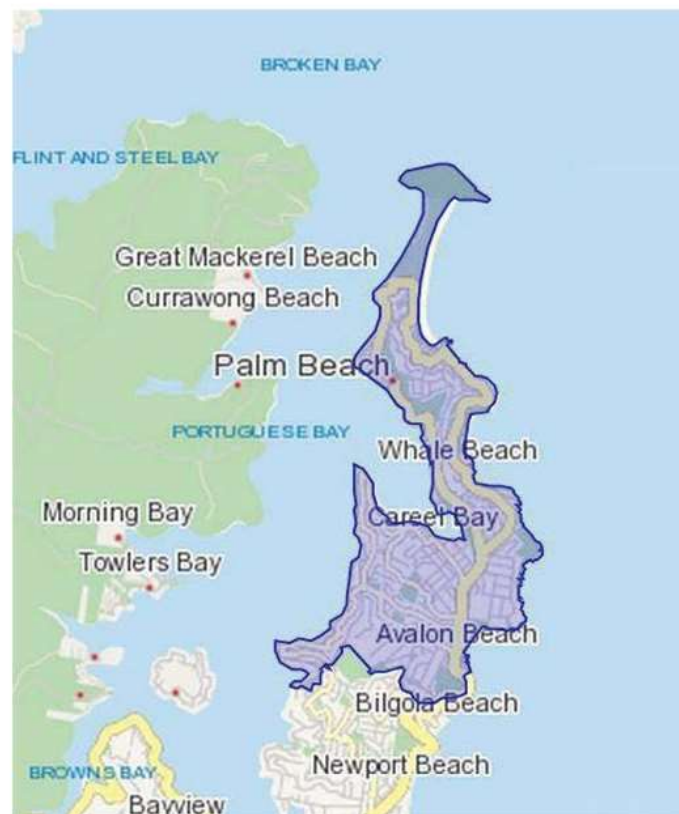 BROKEN BAY
FLINT AND STEEL BAY
Great Mackerel Beach
Currawong Beach
Palm Beach
PORTUGUESE BAY
Whale Beach
Morning Bay
Careel Bay
Towlers Bay
Avalon Beach
Bilgola Beach
Newport Beach
BROWNS BAY
Bayview